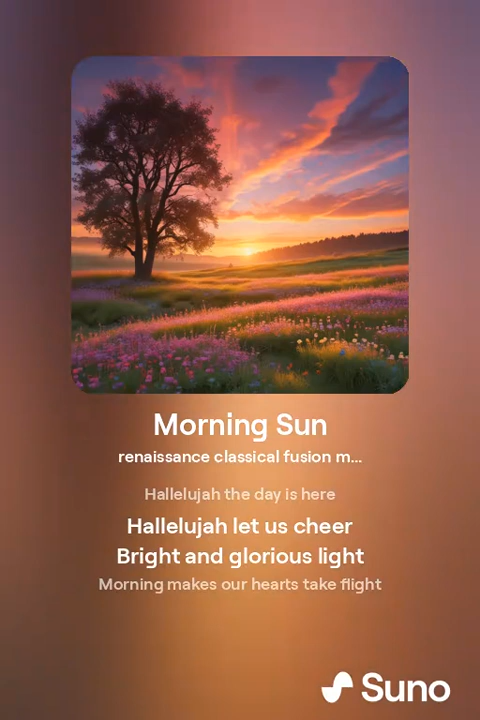 Morning Sun
renaissance classical fusion m...
Hallelujah the day is here
Hallelujah let us cheer
Bright and glorious light
Morning makes our hearts take flight
Suno